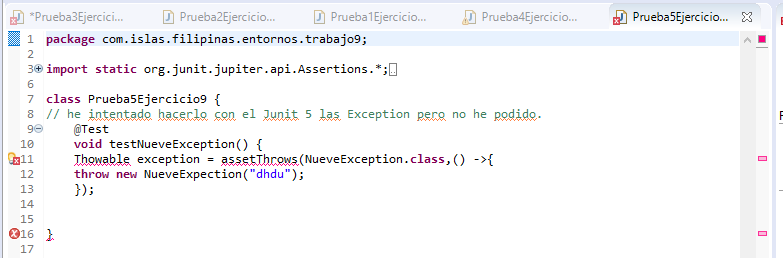 *Prueba3Ejercicio... Prueba2Ejercicio... Prueba1Ejercicio... Prueba4Ejercicio... Prueba5Ejercicio...
1 package com.islas.filipinas.entornos.trabajo9;
2
3 import static org.junit.jupiter.api.Assertions.*;
6
7 class Prueba5Ejercicio9 {
8 // he intentado hacerlo con el Junit 5 las Exception pero no he podido.
9 @Test
10 void testNueveException() {
11 Thowable exception = assetThrows(NueveException.class,() ->{
12 throw new NueveExpection("dhdu");
13 });
14
15
16 }
17